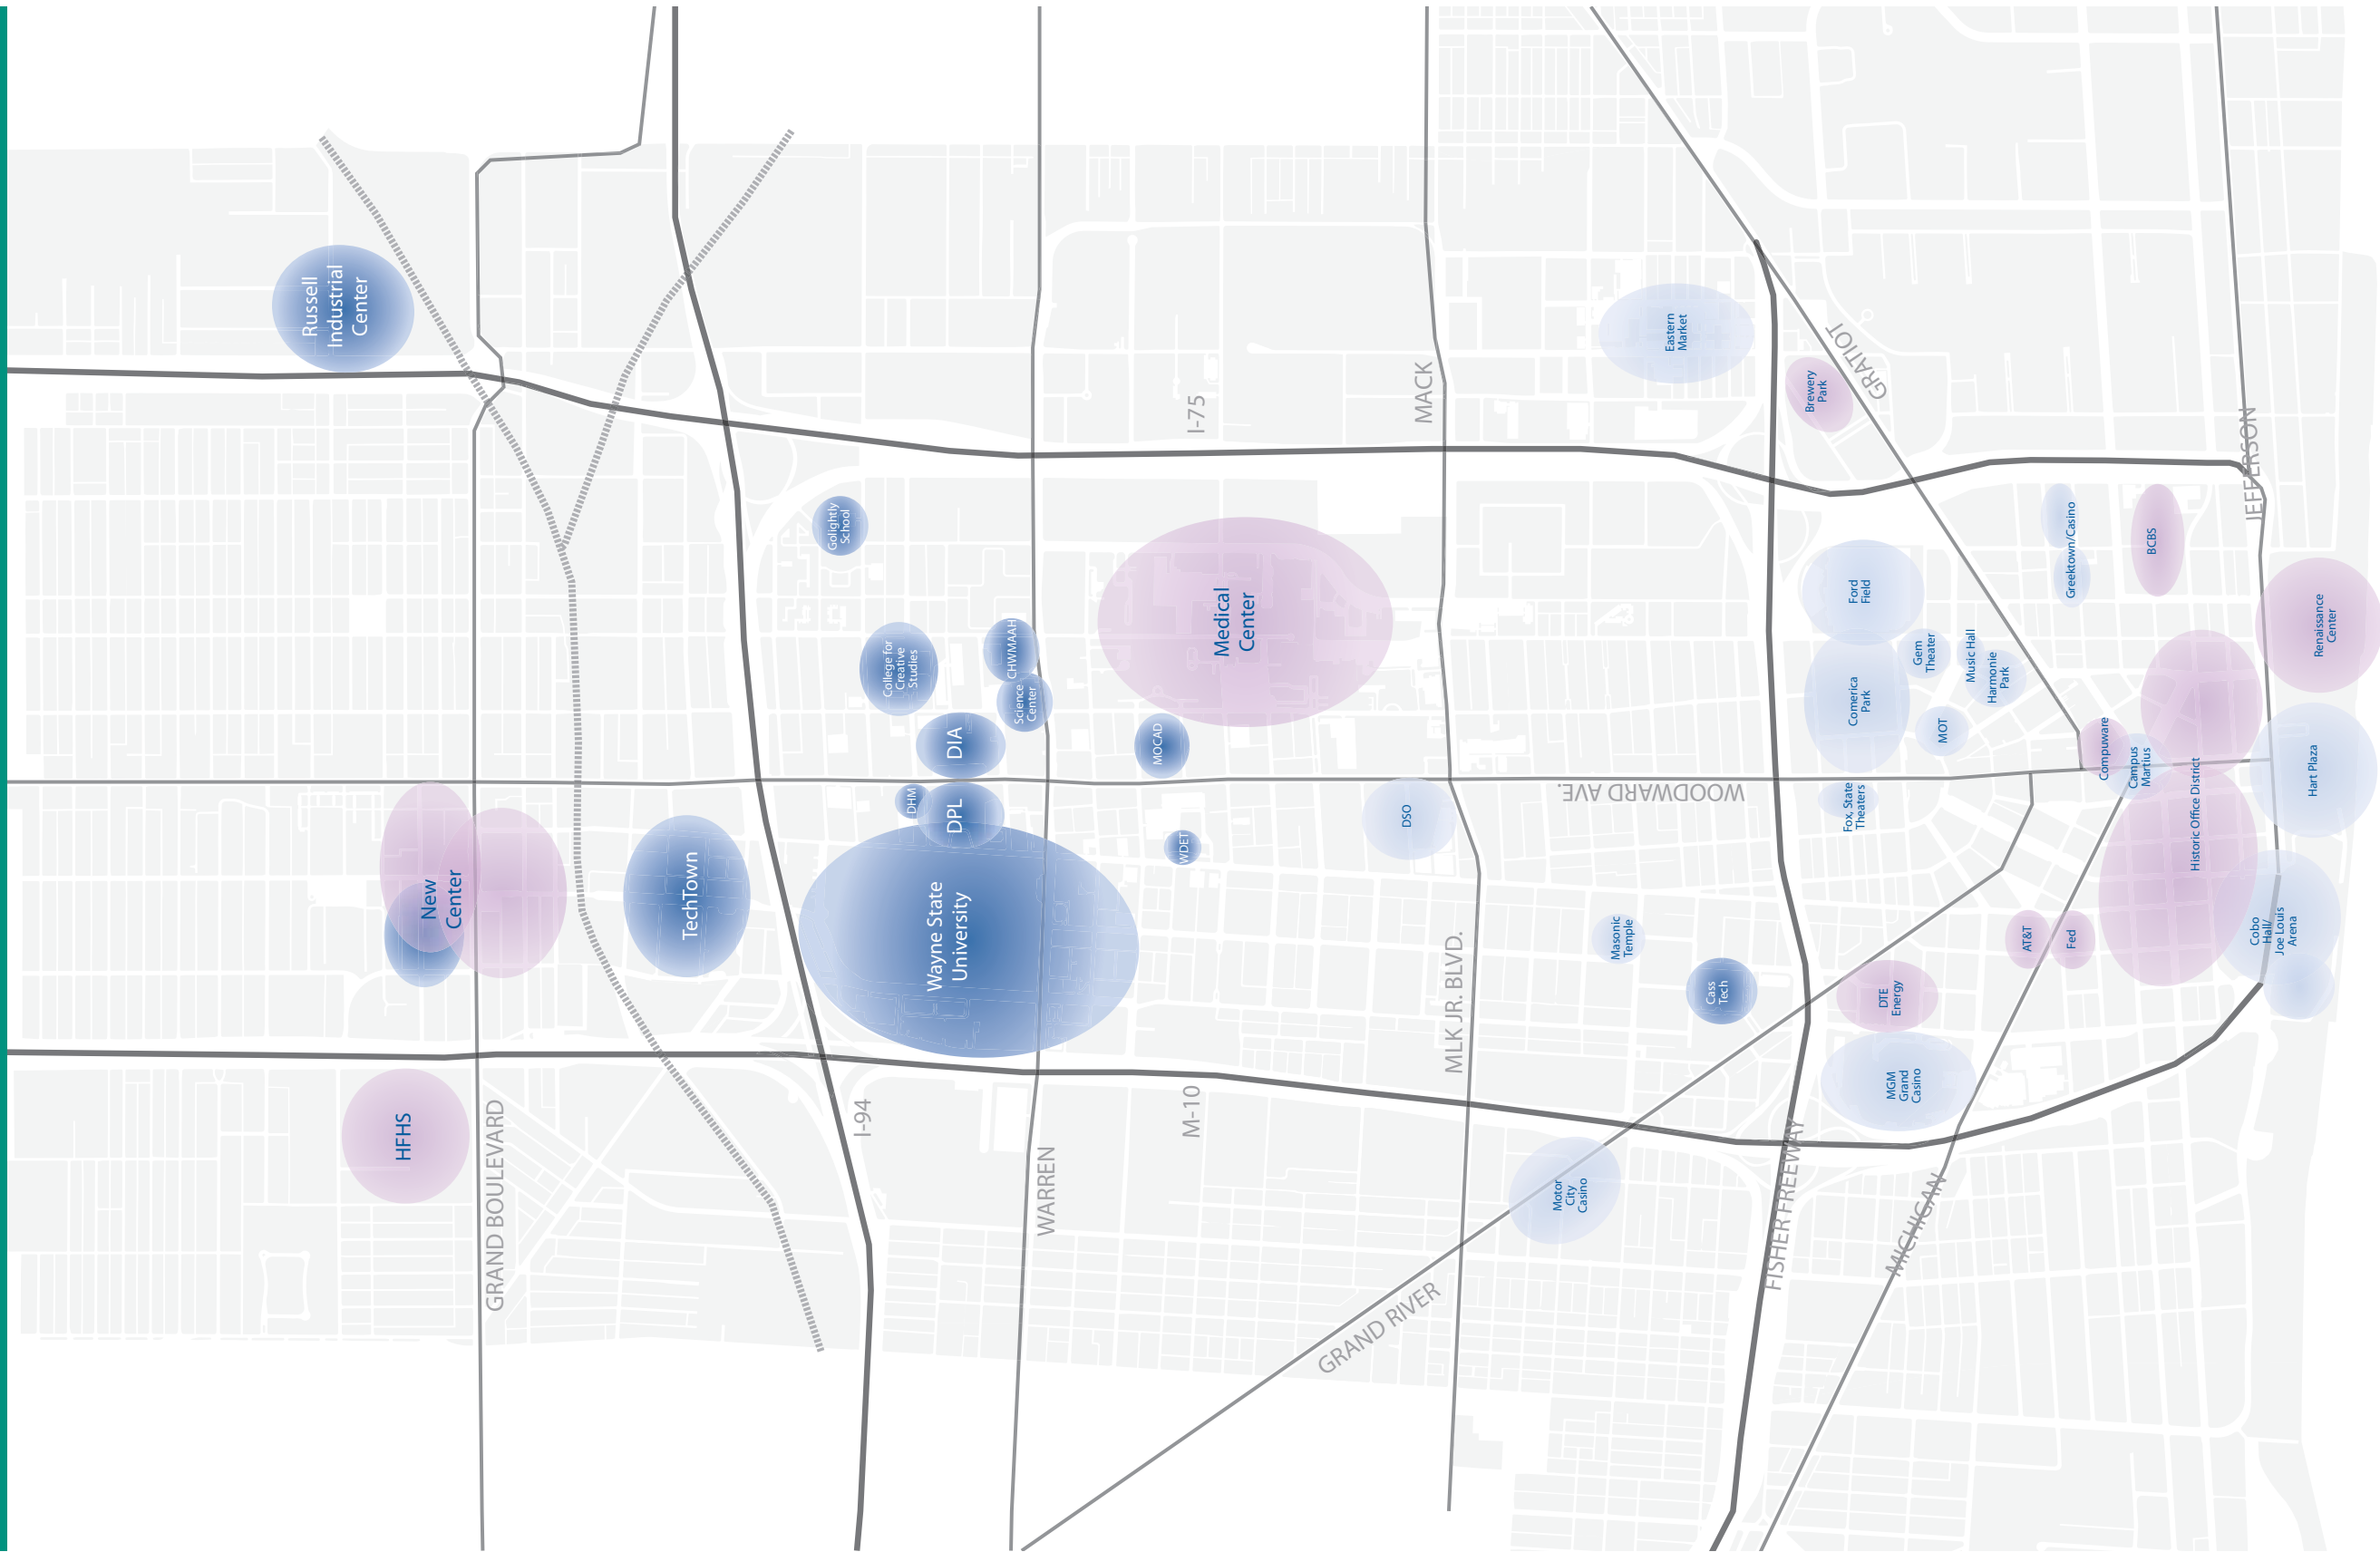 Russell
Industrial
Center
New
Center
HFHS
GRAND BOULEVARD
TechTown
I-94
Golightly
School
College for
Creative
Studies
CHWMAAH
Science
Center
DIA
DHM
DPL
Wayne State
University
WARREN
MOCAD
WDET
M-10
I-75
Medical
Center
MACK
DSO
MLK JR. BLVD.
GRAND RIVER
WOODWARD AVE.
Motor
City
Casino
Masonic
Temple
Cass
Tech
Eastern
Market
FISHER FREEWAY
Brewery
Park
GRATIOT
Ford
Field
Comerica
Park
Fox, State
Theaters
Gem
Theater
MOT
Music Hall
Harmonie
Park
DTE
Energy
MGM
Grand
Casino
MICHIGAN
AT&T
Fed
Greektown/Casino
BCBS
Compuware
Campus
Martius
Historic Office District
JEFFERSON
Renaissance
Center
Hart Plaza
Cobo
Hall/
Joe Louis
Arena